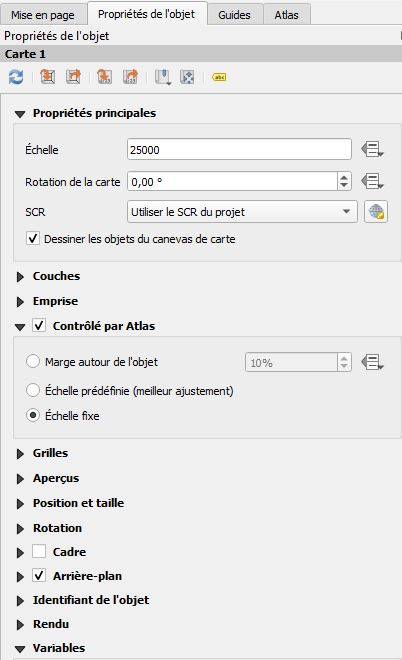 Mise en page Propriétés de l'objet Guides Atlas
Propriétés de l'objet
Carte 1
abc
Propriétés principales
Échelle 25000
Rotation de la carte 0,00 °
SCR Utiliser le SCR du projet
Dessiner les objets du canevas de carte
Couches
Emprise
Contrôlé par Atlas
Marge autour de l'objet 10%
Échelle prédéfinie (meilleur ajustement)
Échelle fixe
Grilles
Aperçus
Position et taille
Rotation
Cadre
Arrière-plan
Identifiant de l'objet
Rendu
Variables